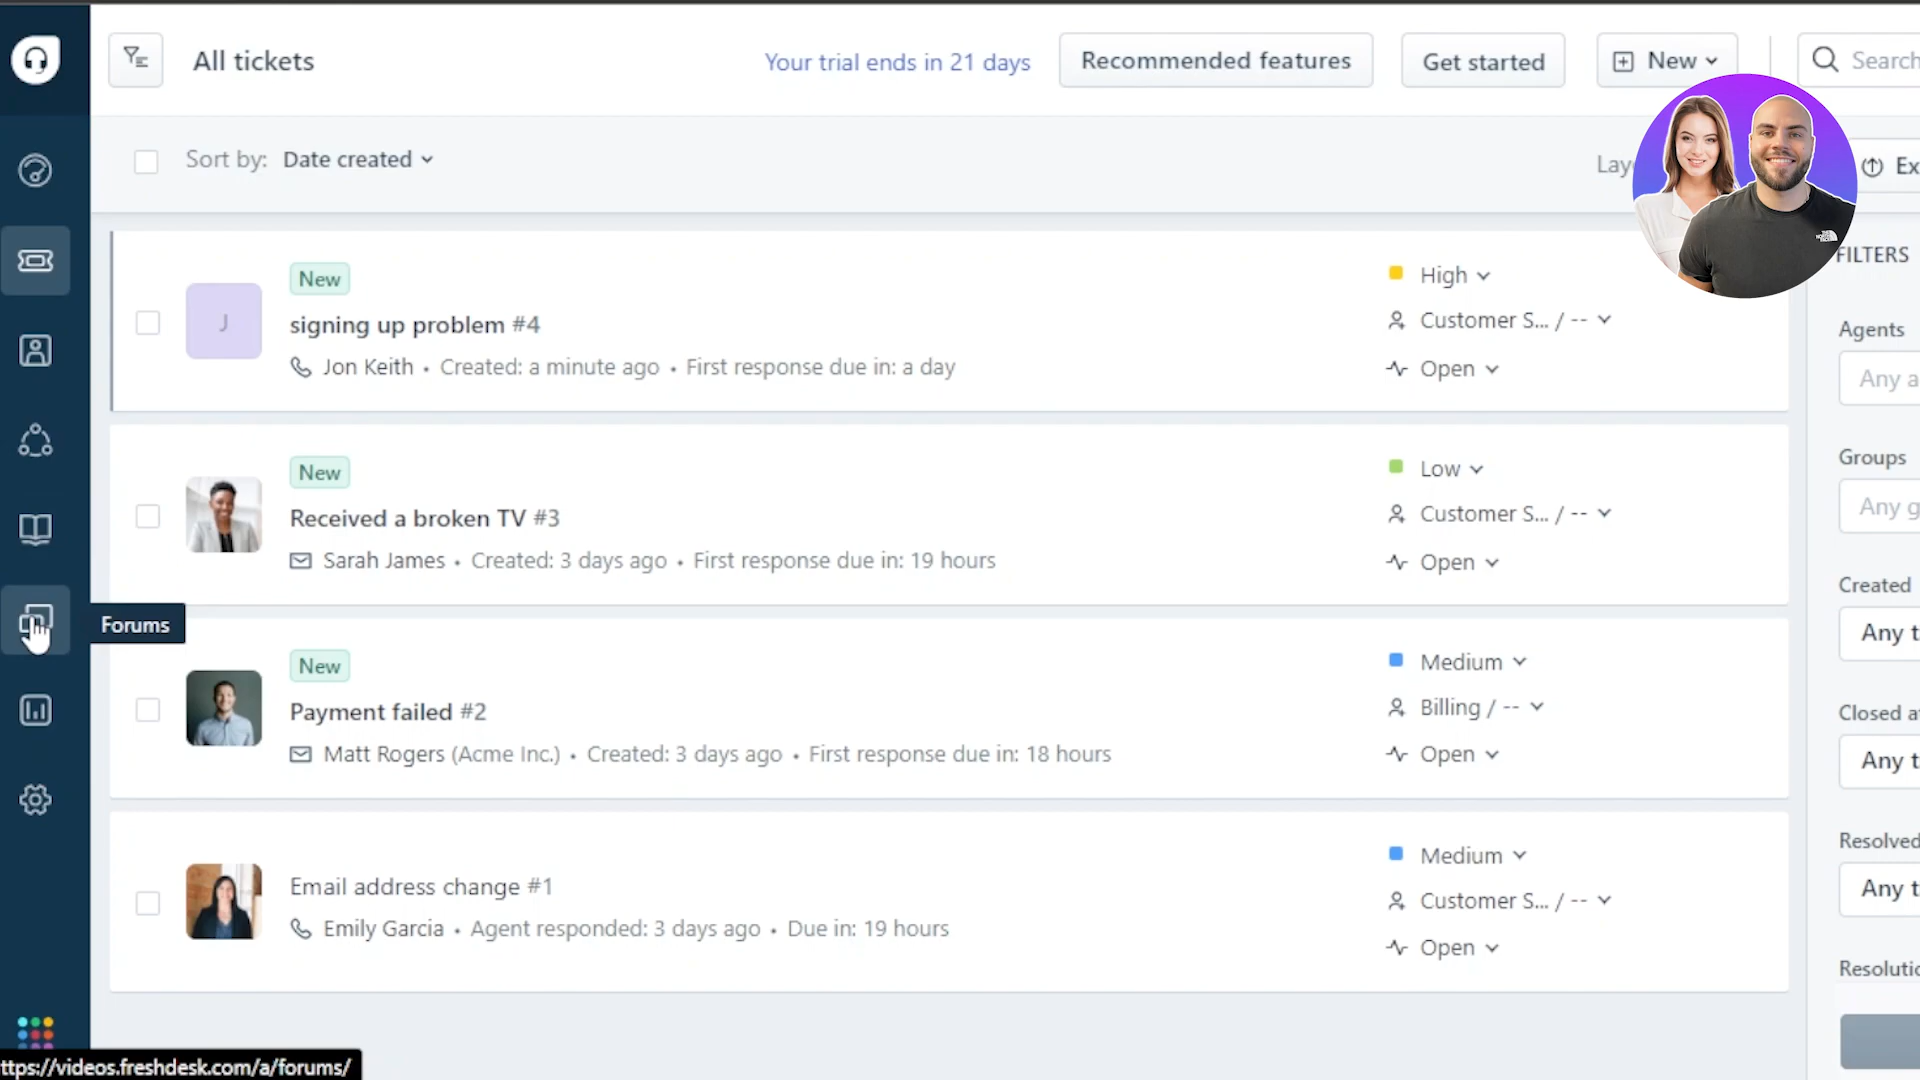 All tickets
Your trial ends in 21 days
Recommended features
Get started
New
Search
Sort by: Date created
Lay
Ex
FILTERS
New
J
signing up problem #4
Jon Keith • Created: a minute ago • First response due in: a day
High
Customer S... / --
Open
Agents
Any a
New
Received a broken TV #3
Sarah James • Created: 3 days ago • First response due in: 19 hours
Low
Customer S... / --
Open
Groups
Any g
Created
Any t
Forums
New
Payment failed #2
Matt Rogers (Acme Inc.) • Created: 3 days ago • First response due in: 18 hours
Medium
Billing / --
Open
Closed at
Any t
Email address change #1
Emily Garcia • Agent responded: 3 days ago • Due in: 19 hours
Medium
Customer S... / --
Open
Resolved
Any t
Resolutio
ttps://videos.freshdesk.com/a/forums/